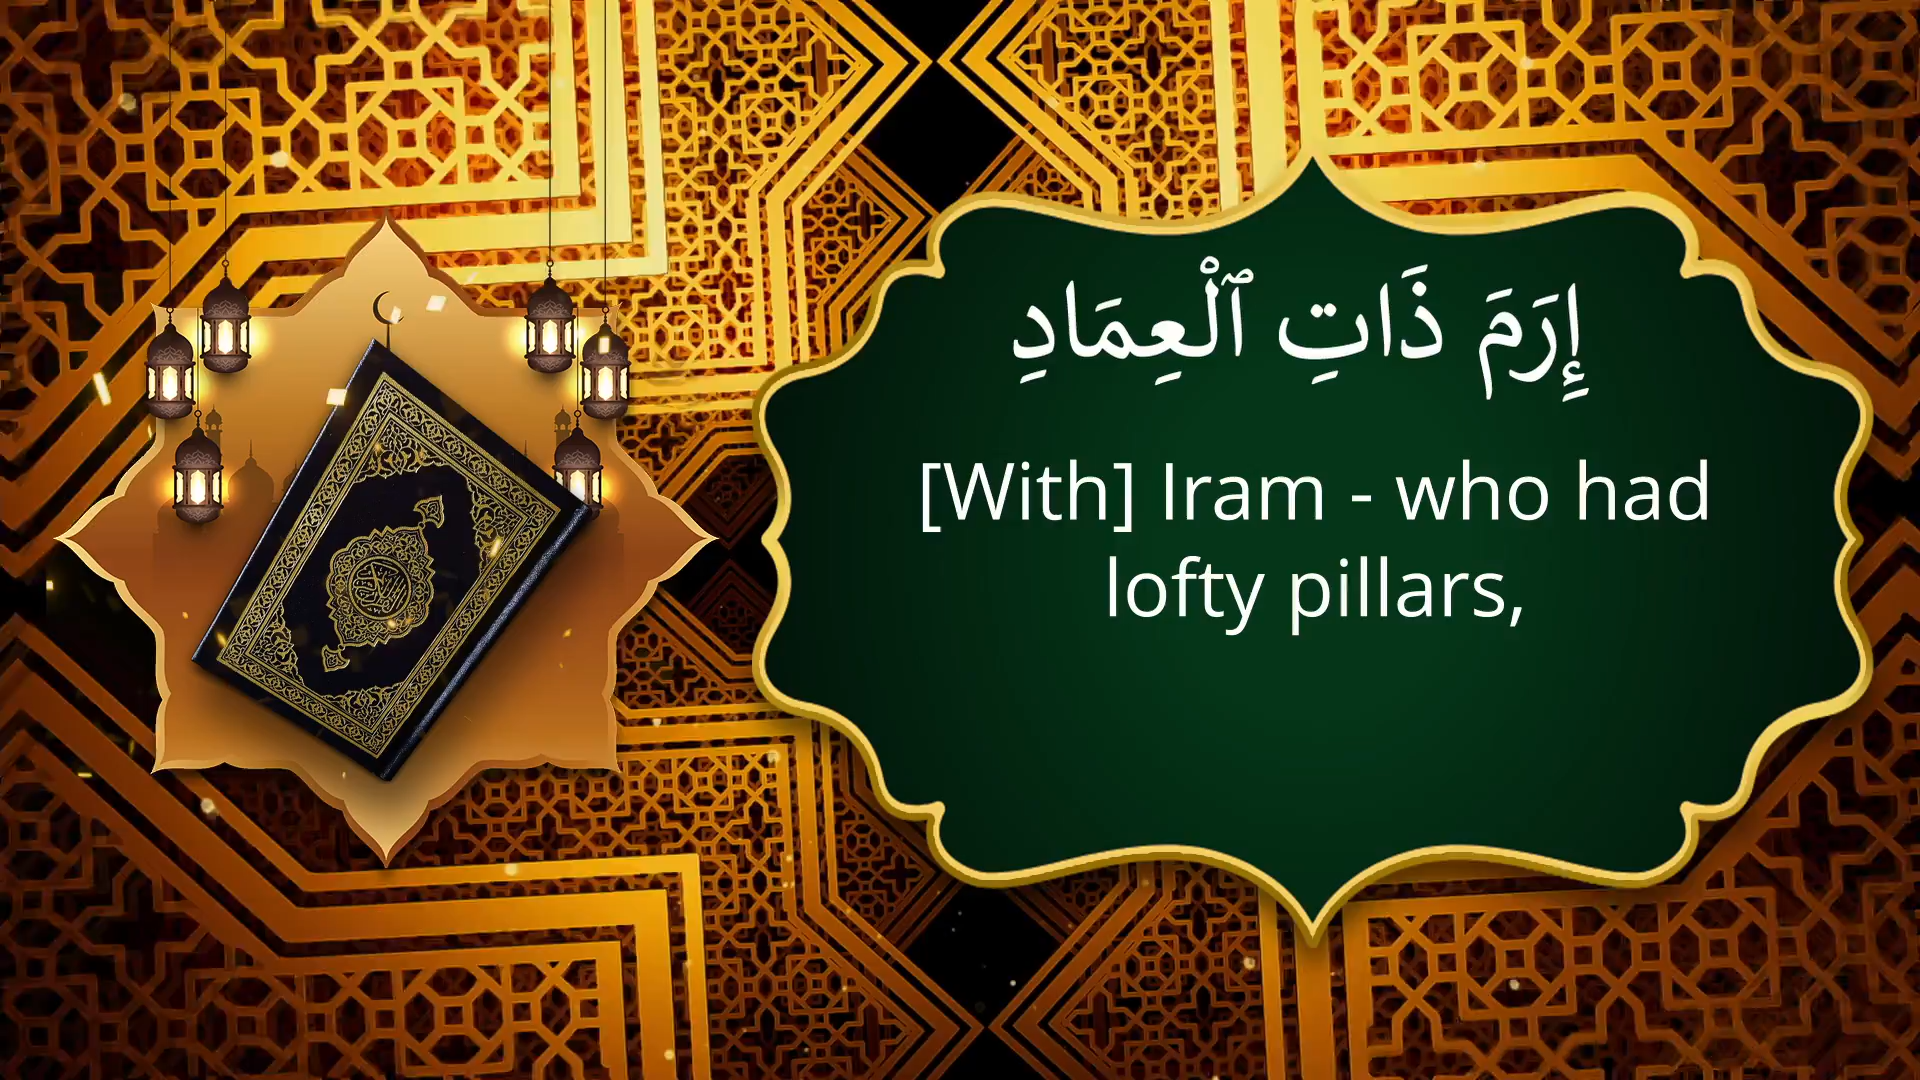 إِرَمَ ذَاتِ ٱلْعِمَادِ
[With] Iram - who had
lofty pillars,